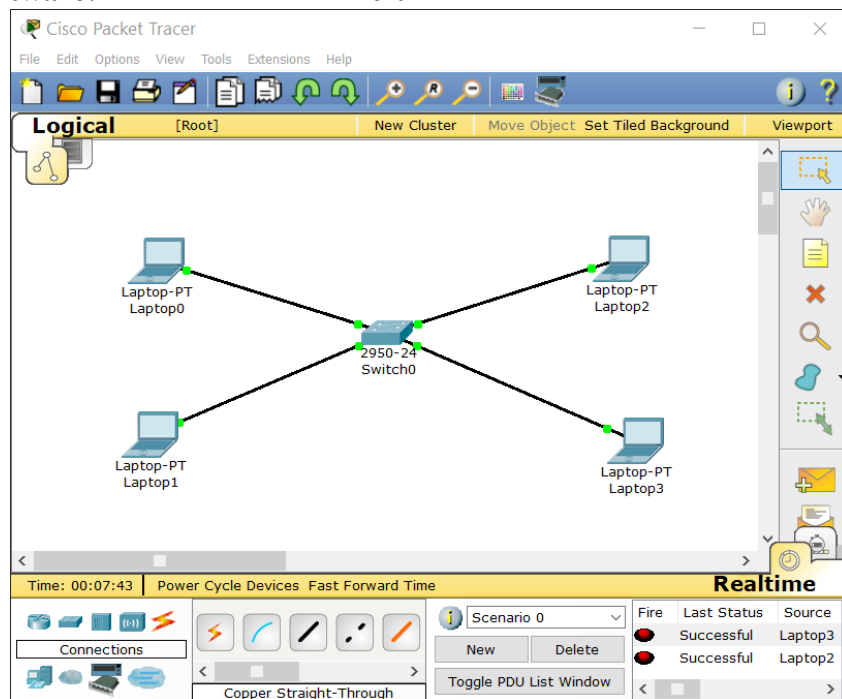 Cisco Packet Tracer
File Edit Options View Tools Extensions Help
Logical [Root] New Cluster Move Object Set Tiled Background Viewport
Laptop-PT
Laptop0
Laptop-PT
Laptop2
2950-24
Switch0
Laptop-PT
Laptop1
Laptop-PT
Laptop3
Time: 00:07:43 Power Cycle Devices Fast Forward Time Realtime
Connections
Copper Straight-Through
Scenario 0
New Delete
Toggle PDU List Window
Fire Last Status Source
Successful Laptop3
Successful Laptop2